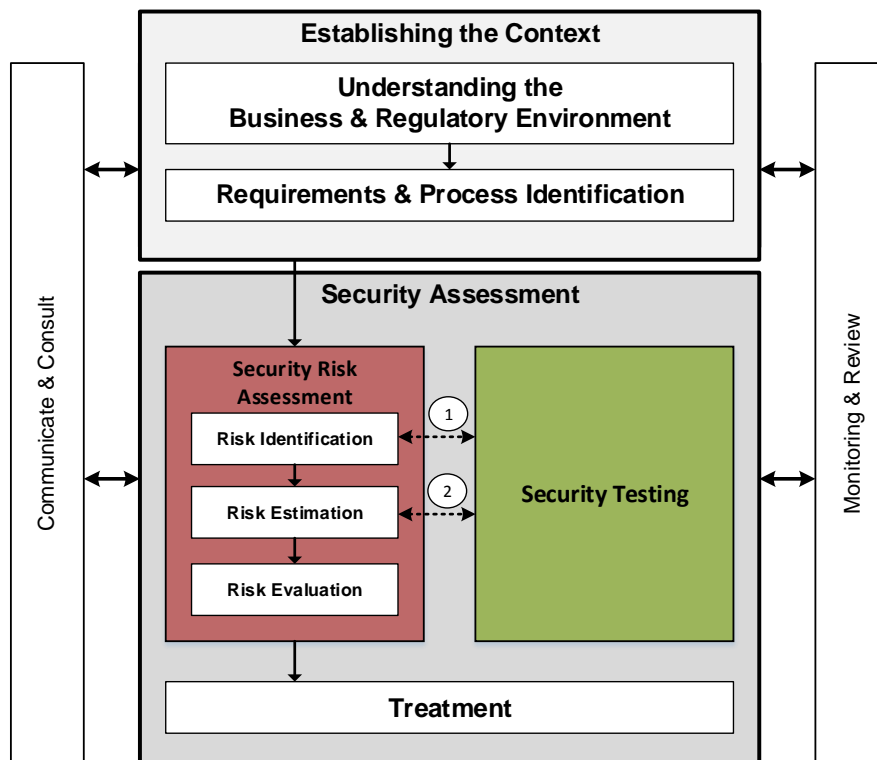 Establishing the Context
Understanding the
Business & Regulatory Environment
Requirements & Process Identification
Communicate & Consult
Monitoring & Review
Security Assessment
Security Risk
Assessment
Risk Identification
1
Risk Estimation
2
Risk Evaluation
Security Testing
Treatment